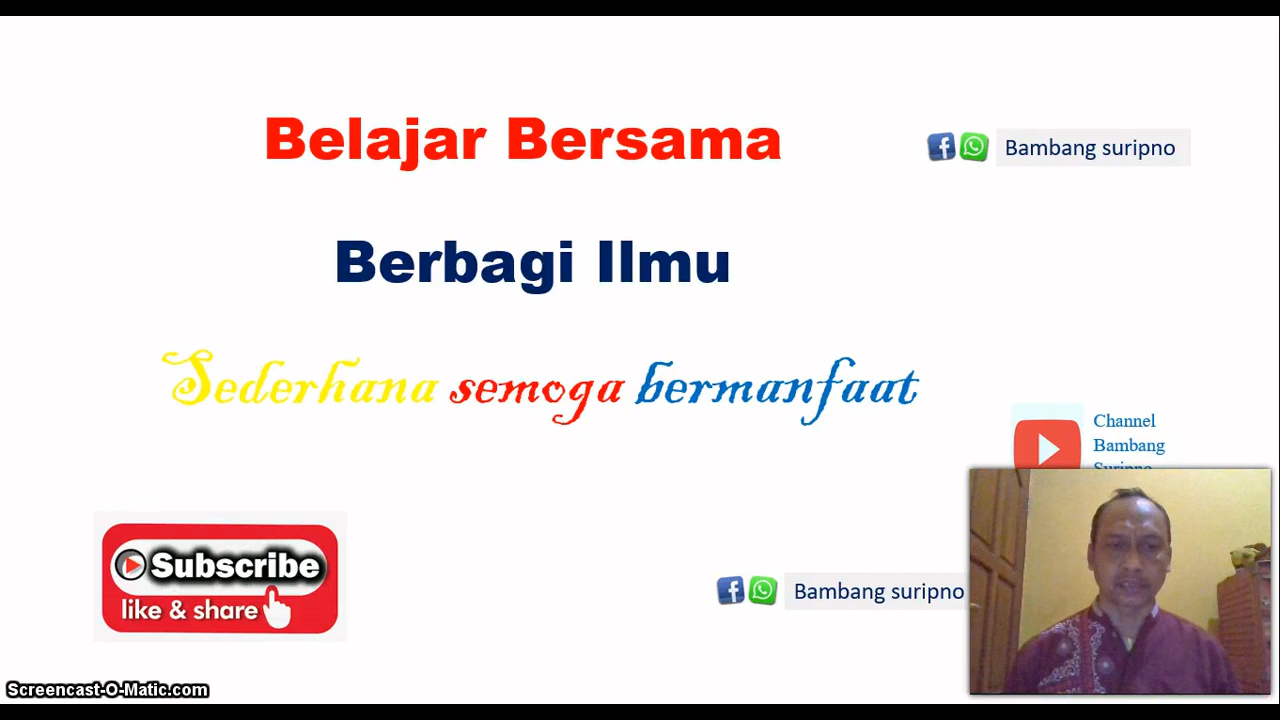 Belajar Bersama
Bambang suripno
Berbagi Ilmu
Sederhana semoga bermanfaat
Channel
Bambang
Suripno
Subscribe
like & share
Bambang suripno
Screencast-O-Matic.com